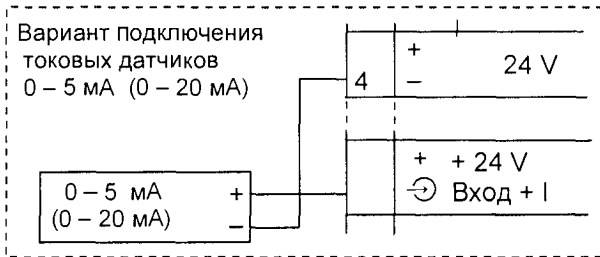 Вариант подключения
токовых датчиков
0 – 5 мА (0 – 20 мА)
4
+
–
24 V
+ + 24 V
Вход + I
0 – 5 мА +
(0 – 20 мА) –